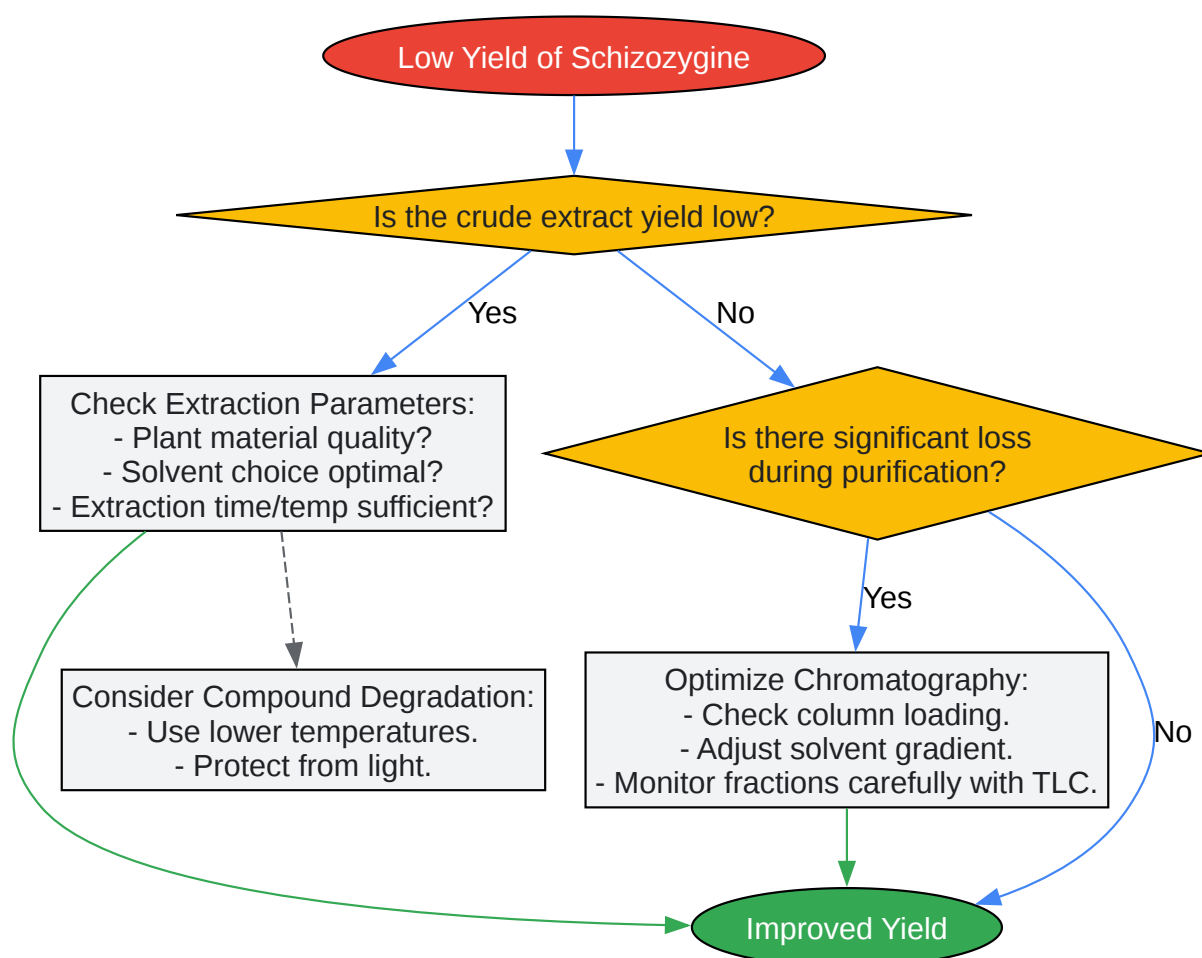 Low Yield of Schizozygine
Is the crude extract yield low?
Yes
No
Check Extraction Parameters:
- Plant material quality?
- Solvent choice optimal?
- Extraction time/temp sufficient?
Is there significant loss
during purification?
Yes
No
Consider Compound Degradation:
- Use lower temperatures.
- Protect from light.
Optimize Chromatography:
- Check column loading.
- Adjust solvent gradient.
- Monitor fractions carefully with TLC.
Improved Yield